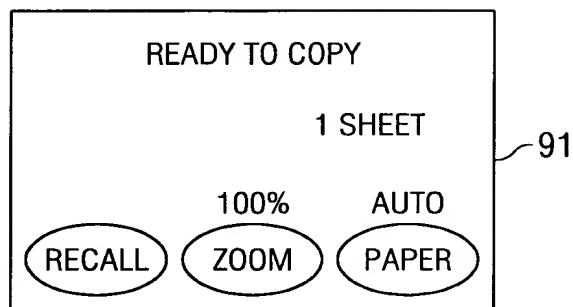 READY TO COPY
1 SHEET
91
100% AUTO
RECALL ZOOM PAPER